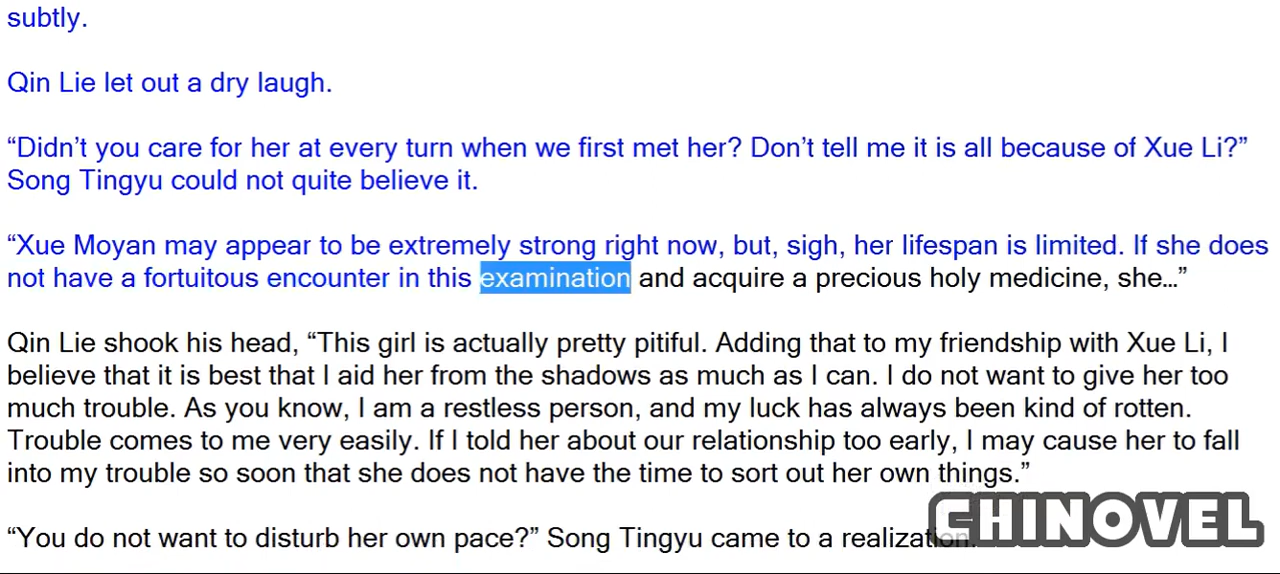 subtly.
Qin Lie let out a dry laugh.
“Didn’t you care for her at every turn when we first met her? Don’t tell me it is all because of Xue Li?”
Song Tingyu could not quite believe it.
“Xue Moyan may appear to be extremely strong right now, but, sigh, her lifespan is limited. If she does
not have a fortuitous encounter in this examination and acquire a precious holy medicine, she…”
Qin Lie shook his head, “This girl is actually pretty pitiful. Adding that to my friendship with Xue Li, I
believe that it is best that I aid her from the shadows as much as I can. I do not want to give her too
much trouble. As you know, I am a restless person, and my luck has always been kind of rotten.
Trouble comes to me very easily. If I told her about our relationship too early, I may cause her to fall
into my trouble so soon that she does not have the time to sort out her own things.”
“You do not want to disturb her own pace?” Song Tingyu came to a realization.
CHINOVEL